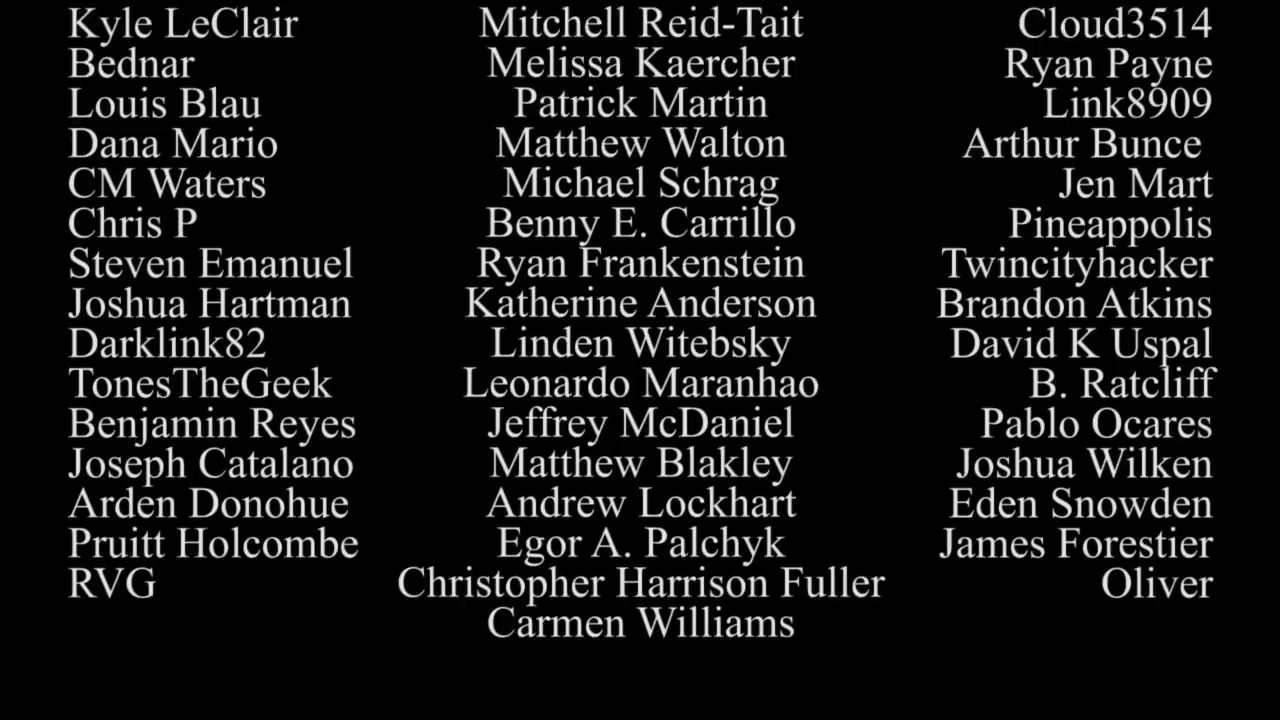 Kyle LeClair
Bednar
Louis Blau
Dana Mario
CM Waters
Chris P
Steven Emanuel
Joshua Hartman
Darklink82
TonesTheGeek
Benjamin Reyes
Joseph Catalano
Arden Donohue
Pruitt Holcombe
RVG
Mitchell Reid-Tait
Melissa Kaercher
Patrick Martin
Matthew Walton
Michael Schrag
Benny E. Carrillo
Ryan Frankenstein
Katherine Anderson
Linden Witebsky
Leonardo Maranhao
Jeffrey McDaniel
Matthew Blakley
Andrew Lockhart
Egor A. Palchyk
Christopher Harrison Fuller
Carmen Williams
Cloud3514
Ryan Payne
Link8909
Arthur Bunce
Jen Mart
Pineappolis
Twincityhacker
Brandon Atkins
David K Uspal
B. Ratcliff
Pablo Ocares
Joshua Wilken
Eden Snowden
James Forestier
Oliver